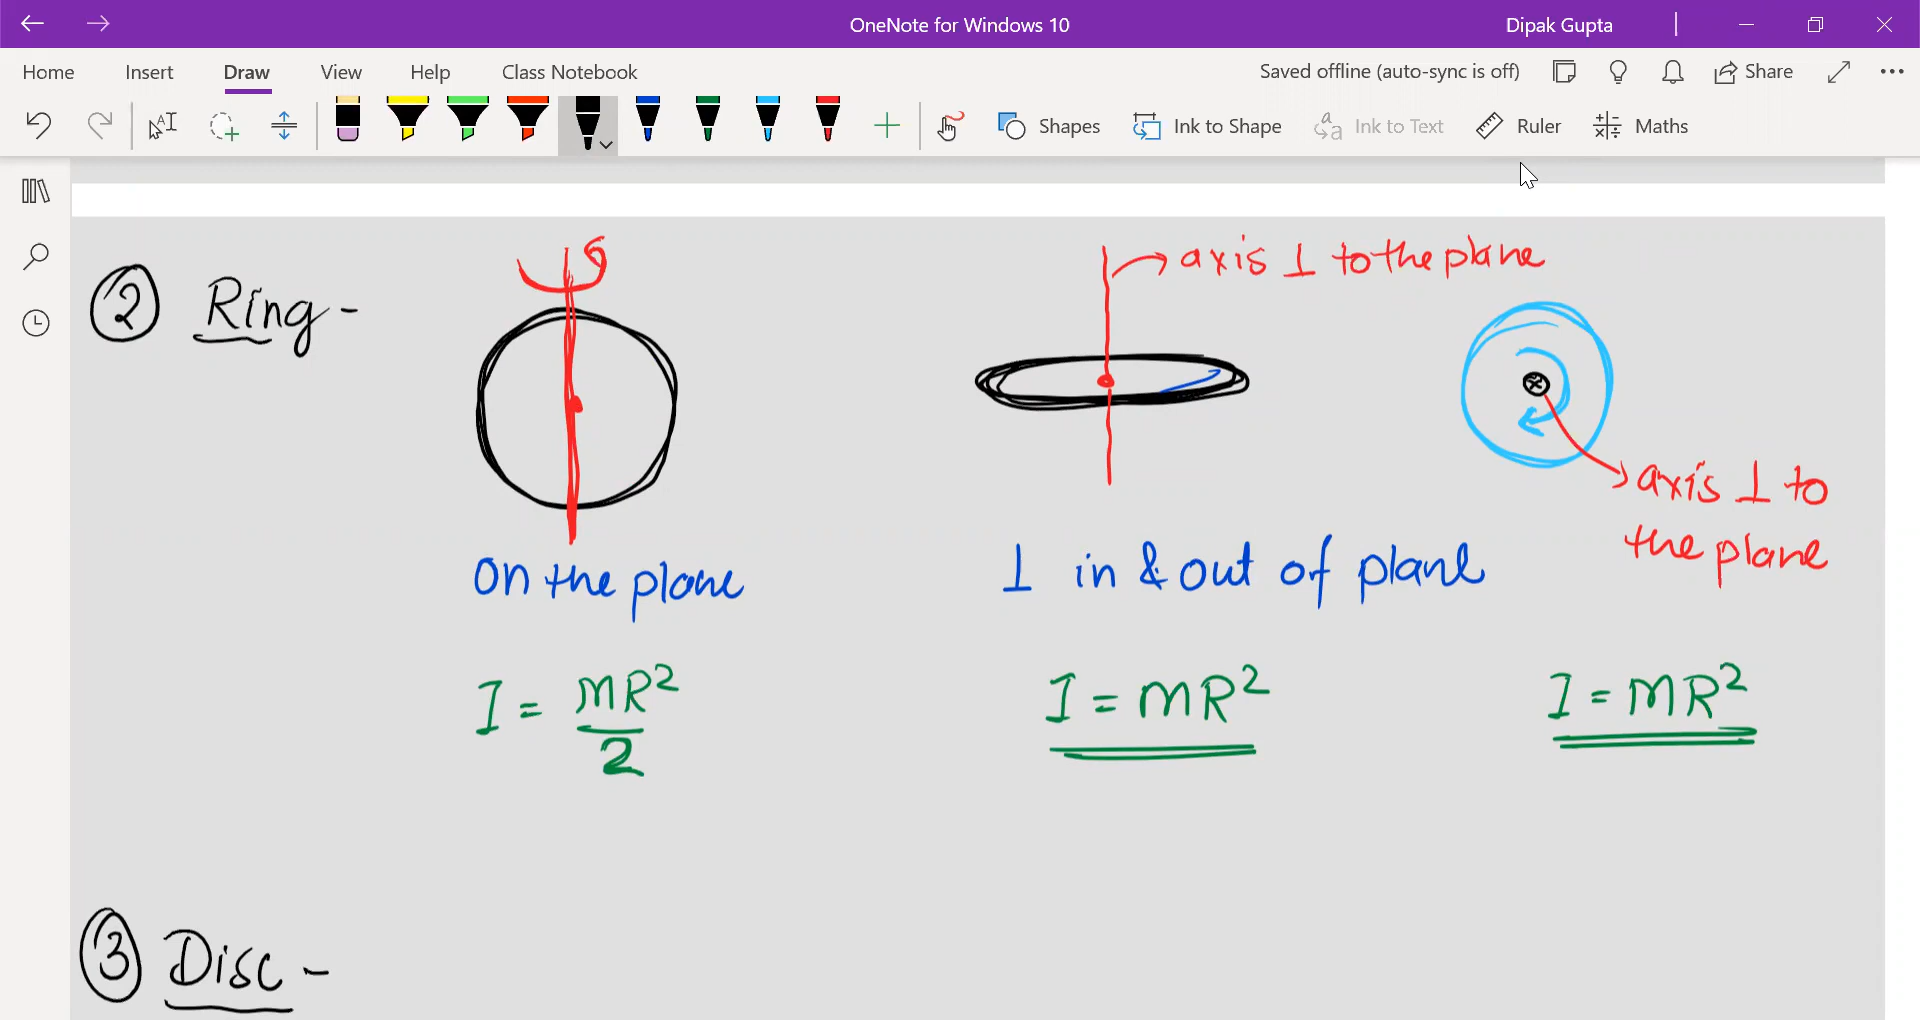 OneNote for Windows 10
Dipak Gupta
Home Insert Draw View Help Class Notebook
Saved offline (auto-sync is off) Share
Shapes Ink to Shape Ink to Text Ruler Maths
② Ring -
axis ⊥ to the plane
axis ⊥ to
the plane
on the plane
⊥ in & out of plane
I = MR²/2
I = MR²
I = MR²
③ Disc -